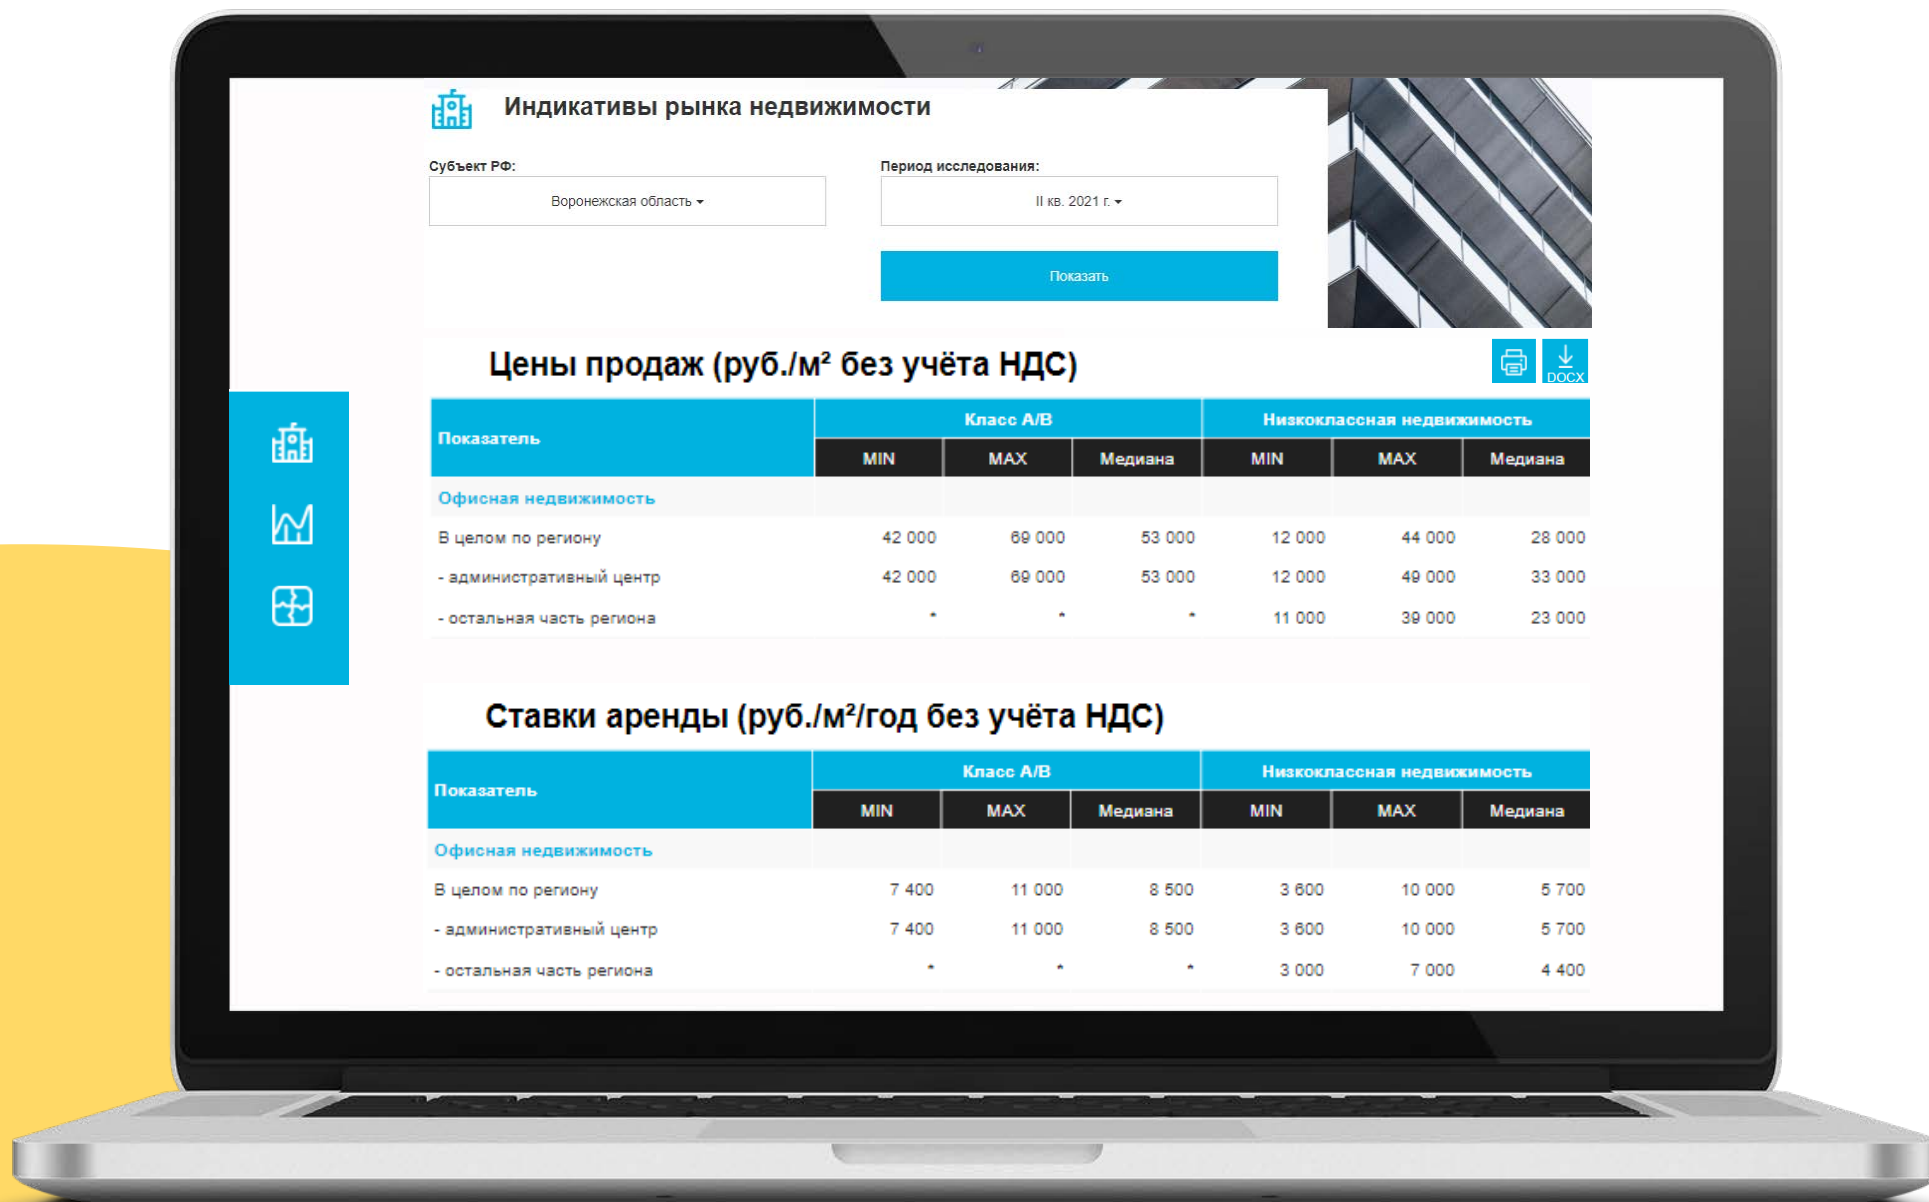 Индикативы рынка недвижимости
Субъект РФ: Период исследования:
Воронежская область II кв. 2021 г.
Показать
Цены продаж (руб./м² без учёта НДС)
DOCX
Показатель Класс А/В Низкоклассная недвижимость
MIN MAX Медиана MIN MAX Медиана
Офисная недвижимость
В целом по региону 42 000 69 000 53 000 12 000 44 000 28 000
- административный центр 42 000 69 000 53 000 12 000 49 000 33 000
- остальная часть региона * * * 11 000 39 000 23 000
Ставки аренды (руб./м²/год без учёта НДС)
Показатель Класс А/В Низкоклассная недвижимость
MIN MAX Медиана MIN MAX Медиана
Офисная недвижимость
В целом по региону 7 400 11 000 8 500 3 600 10 000 5 700
- административный центр 7 400 11 000 8 500 3 600 10 000 5 700
- остальная часть региона * * * 3 000 7 000 4 400